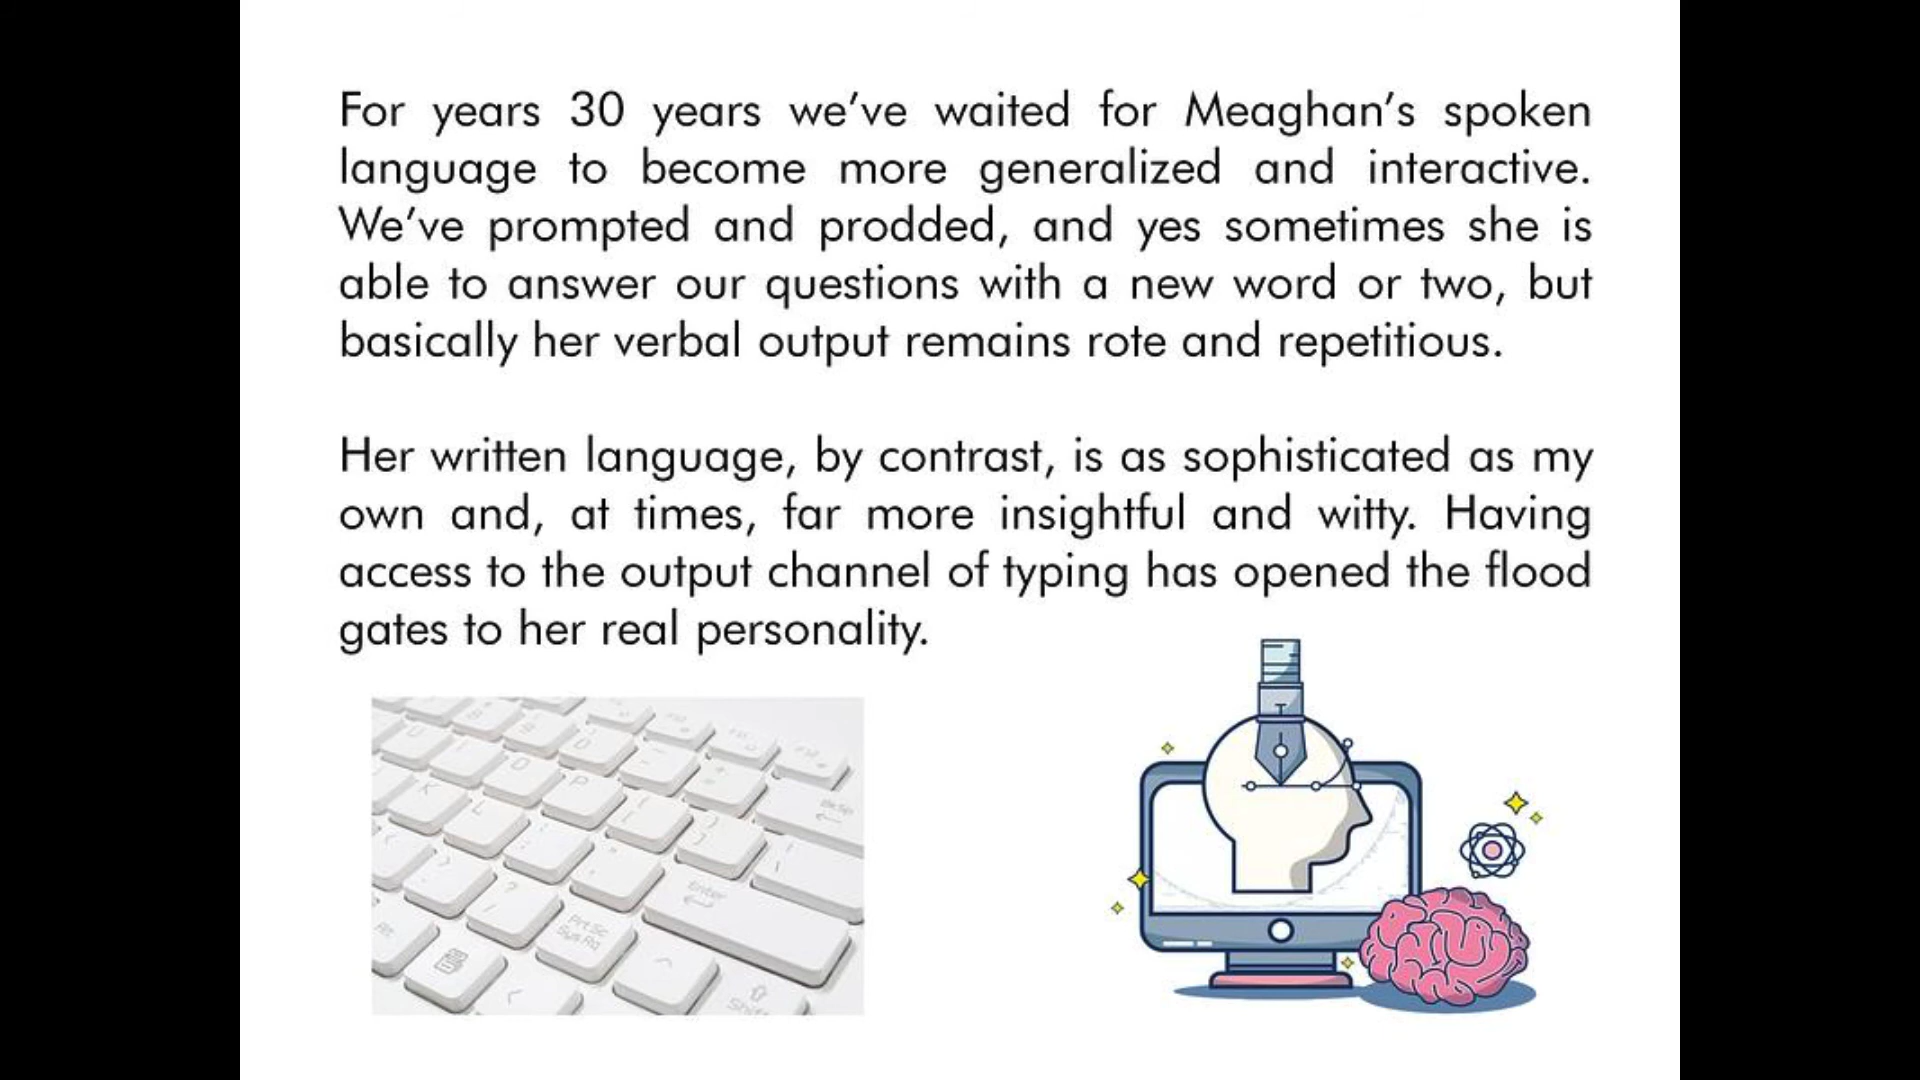 For years 30 years we’ve waited for Meaghan’s spoken
language to become more generalized and interactive.
We’ve prompted and prodded, and yes sometimes she is
able to answer our questions with a new word or two, but
basically her verbal output remains rote and repetitious.
Her written language, by contrast, is as sophisticated as my
own and, at times, far more insightful and witty. Having
access to the output channel of typing has opened the flood
gates to her real personality.
Enter
PrtSc
SysRq
Shift